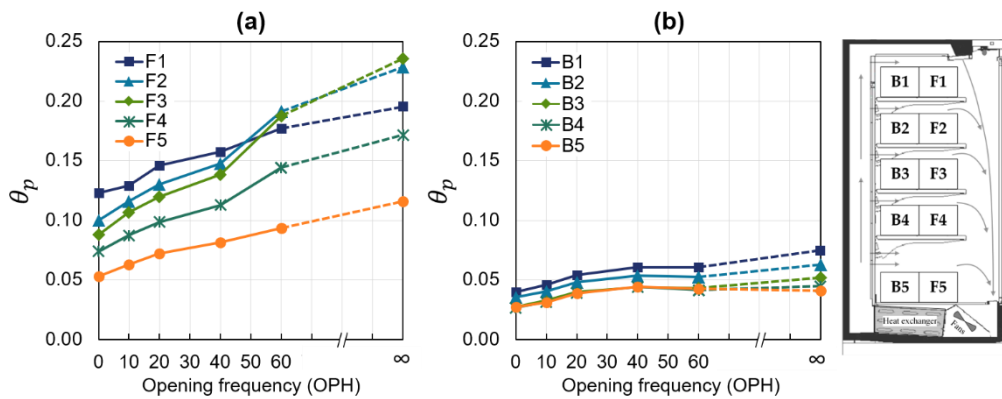 (a)
0.25
0.20
0.15
0.10
0.05
0.00
θp
F1
F2
F3
F4
F5
0 10 20 30 40 50 60 ∞
Opening frequency (OPH)
(b)
0.25
0.20
0.15
0.10
0.05
0.00
θp
B1
B2
B3
B4
B5
0 10 20 30 40 50 60 ∞
Opening frequency (OPH)
B1 F1
B2 F2
B3 F3
B4 F4
B5 F5
Heat exchanger
Fans